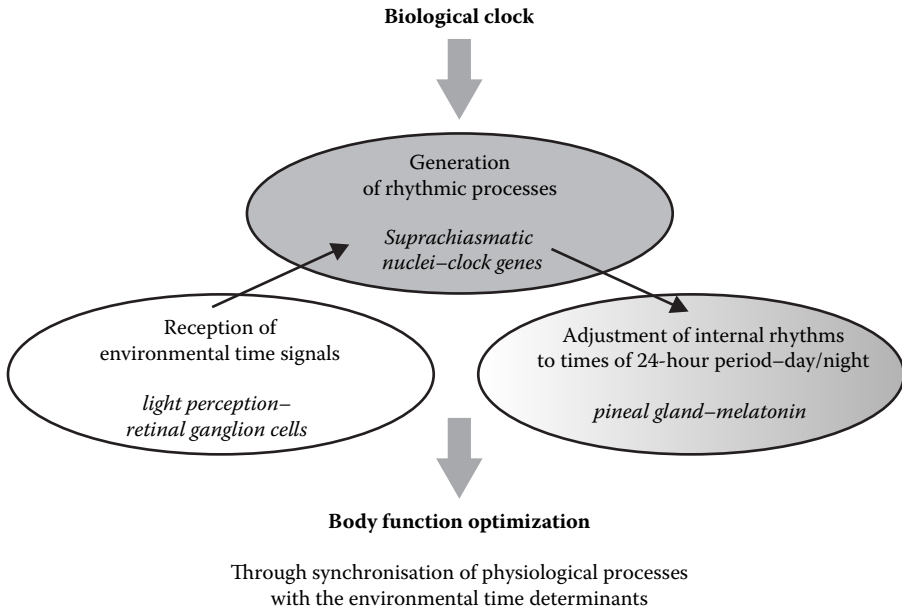 Biological clock
Generation
of rhythmic processes
Suprachiasmatic
nuclei–clock genes
Reception of
environmental time signals
light perception–
retinal ganglion cells
Adjustment of internal rhythms
to times of 24-hour period–day/night
pineal gland–melatonin
Body function optimization
Through synchronisation of physiological processes
with the environmental time determinants